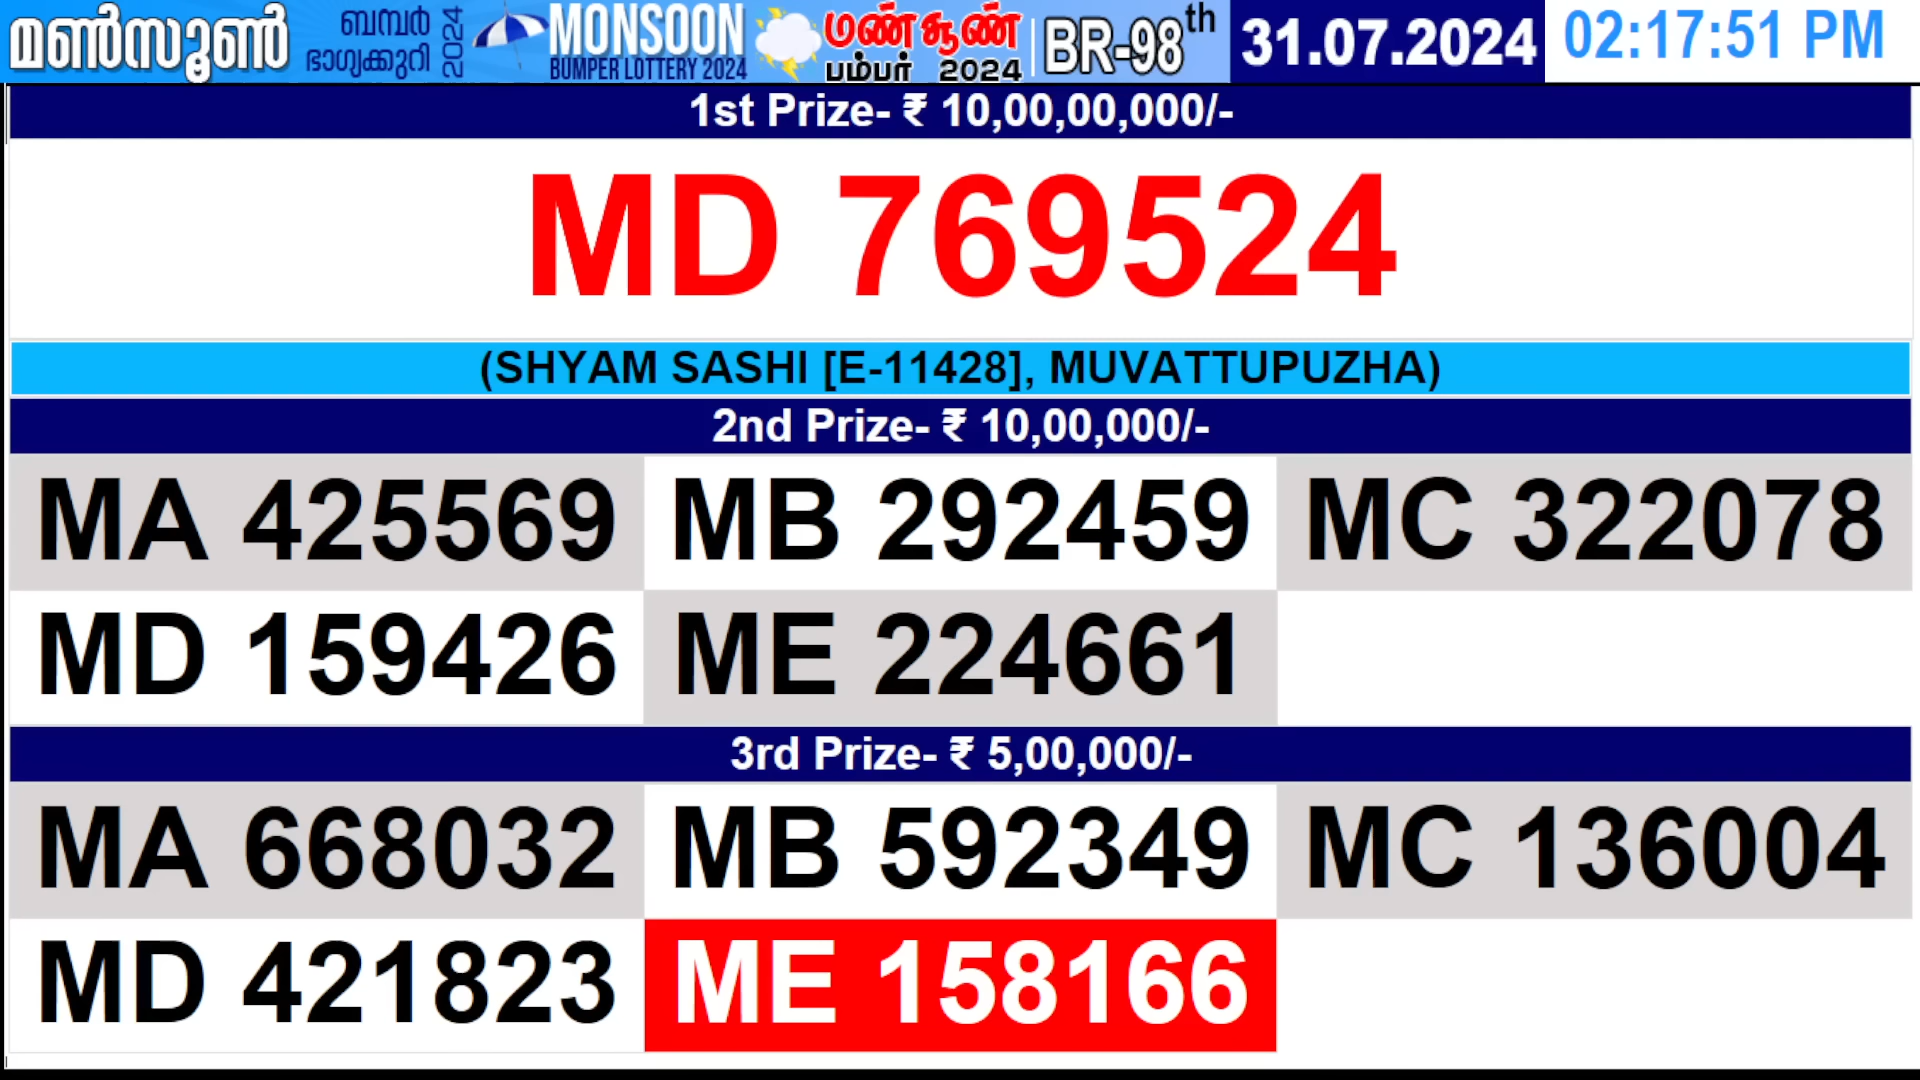 മൺസൂൺ
ബമ്പർ
ഭാഗ്യക്കുറി
2024
MONSOON
BUMPER LOTTERY 2024
மண்சூண்
பம்பர் 2024
BR-98th
31.07.2024
02:17:51 PM
1st Prize- ₹ 10,00,00,000/-
MD 769524
(SHYAM SASHI [E-11428], MUVATTUPUZHA)
2nd Prize- ₹ 10,00,000/-
MA 425569 MB 292459 MC 322078
MD 159426 ME 224661
3rd Prize- ₹ 5,00,000/-
MA 668032 MB 592349 MC 136004
MD 421823 ME 158166